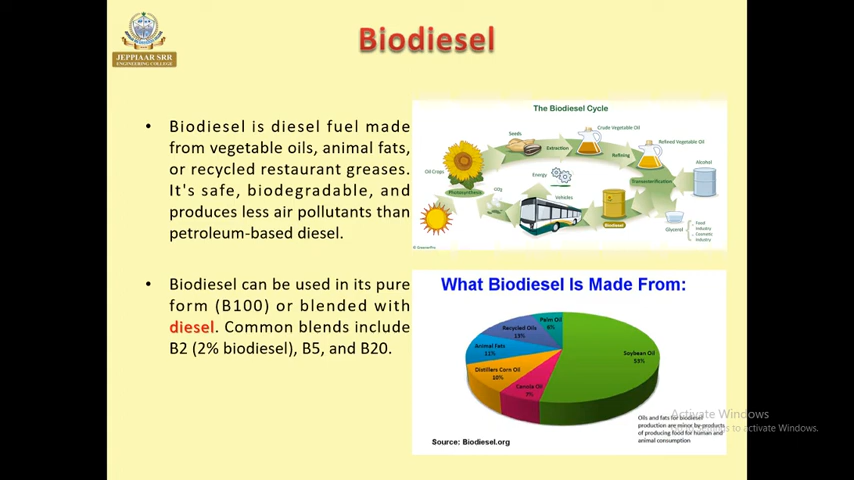 JEPPIAAR SRR
ENGINEERING COLLEGE
Biodiesel
• Biodiesel is diesel fuel made
from vegetable oils, animal fats,
or recycled restaurant greases.
It's safe, biodegradable, and
produces less air pollutants than
petroleum-based diesel.
• Biodiesel can be used in its pure
form (B100) or blended with
diesel. Common blends include
B2 (2% biodiesel), B5, and B20.
The Biodiesel Cycle
Seeds
Crude Vegetable Oil
Extraction
Refining
Refined Vegetable Oil
Oil Crops
Alcohol
Energy
Transesterification
Photosynthesis
CO2
Vehicles
Biodiesel
Glycerol
Food
Industry
Cosmetic
Industry
What Biodiesel Is Made From:
Palm Oil
6%
Recycled Oils
13%
Animal Fats
11%
Soybean Oil
53%
Distillers Corn Oil
10%
Canola Oil
7%
Oils and fats for biodiesel
production are minor by-products
of producing food for human and
animal consumption
Source: Biodiesel.org
Activate Windows
to activate Windows.